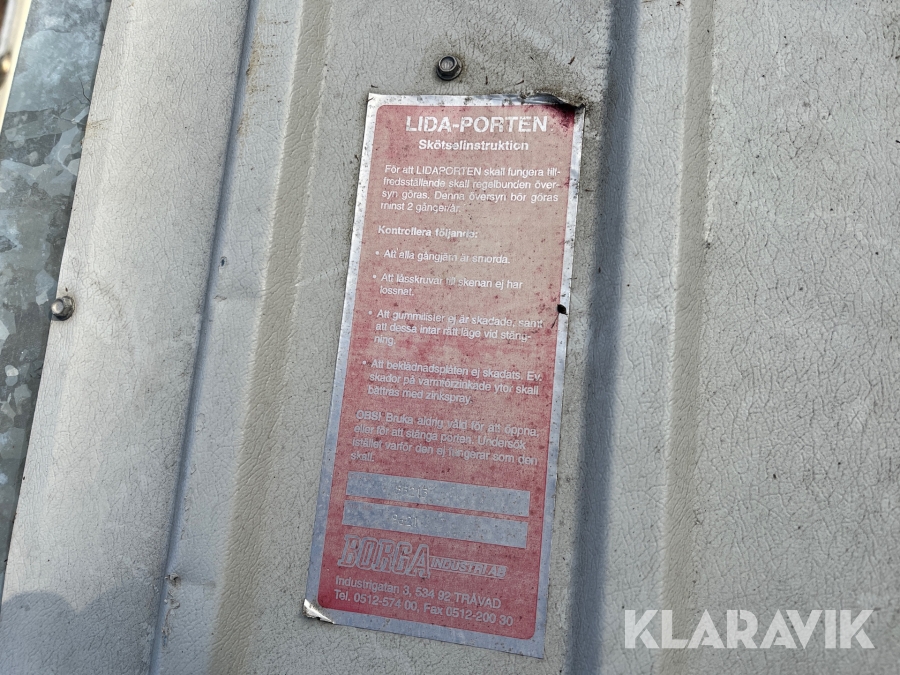 LIDA-PORTEN
Skötselinstruktion
För att LIDAPORTEN skall fungera till-
fredsställande skall regelbunden över-
syn göras. Denna översyn bör göras
minst 2 gånger/år.
Kontrollera följande:
• Att alla gångjärn är smorda.
• Att låsskruvar till skenan ej har
lossnat.
• Att gummilister ej är skadade, samt
att dessa intar rätt läge vid stäng-
ning.
• Att beklädnadsplåten ej skadats. Ev.
skador på varmförzinkade ytor skall
bättras med zinkspray.
OBS! Bruka aldrig våld för att öppna,
eller för att stänga porten. Undersök
istället varför den ej fungerar som den
skall.
BORGA INDUSTRI AB
Industrigatan 3, 534 92 TRÄVAD
Tel. 0512-574 00, Fax 0512-200 30
KLARAVIK